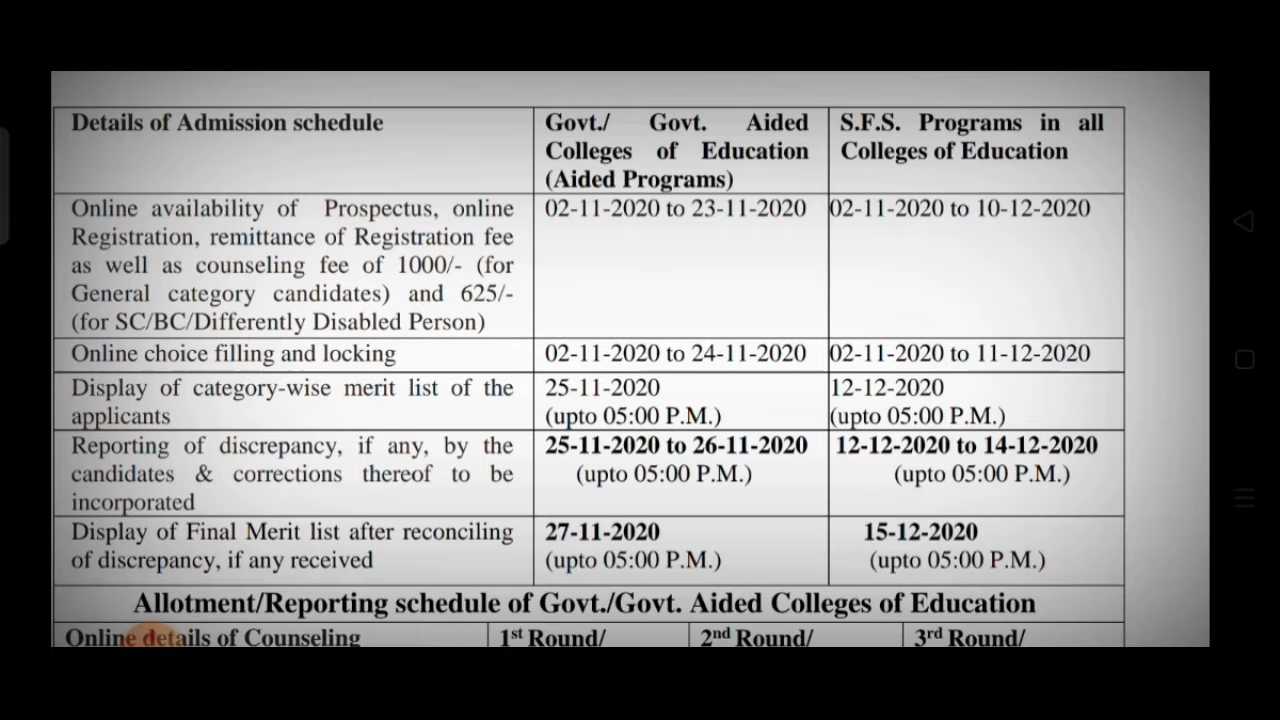 Details of Admission schedule
Govt./ Govt. Aided
Colleges of Education
(Aided Programs)
S.F.S. Programs in all
Colleges of Education
Online availability of Prospectus, online
Registration, remittance of Registration fee
as well as counseling fee of 1000/- (for
General category candidates) and 625/-
(for SC/BC/Differently Disabled Person)
02-11-2020 to 23-11-2020
02-11-2020 to 10-12-2020
Online choice filling and locking
02-11-2020 to 24-11-2020
02-11-2020 to 11-12-2020
Display of category-wise merit list of the
applicants
25-11-2020
(upto 05:00 P.M.)
12-12-2020
(upto 05:00 P.M.)
Reporting of discrepancy, if any, by the
candidates & corrections thereof to be
incorporated
25-11-2020 to 26-11-2020
(upto 05:00 P.M.)
12-12-2020 to 14-12-2020
(upto 05:00 P.M.)
Display of Final Merit list after reconciling
of discrepancy, if any received
27-11-2020
(upto 05:00 P.M.)
15-12-2020
(upto 05:00 P.M.)
Allotment/Reporting schedule of Govt./Govt. Aided Colleges of Education
Online details of Counseling
1st Round/
2nd Round/
3rd Round/